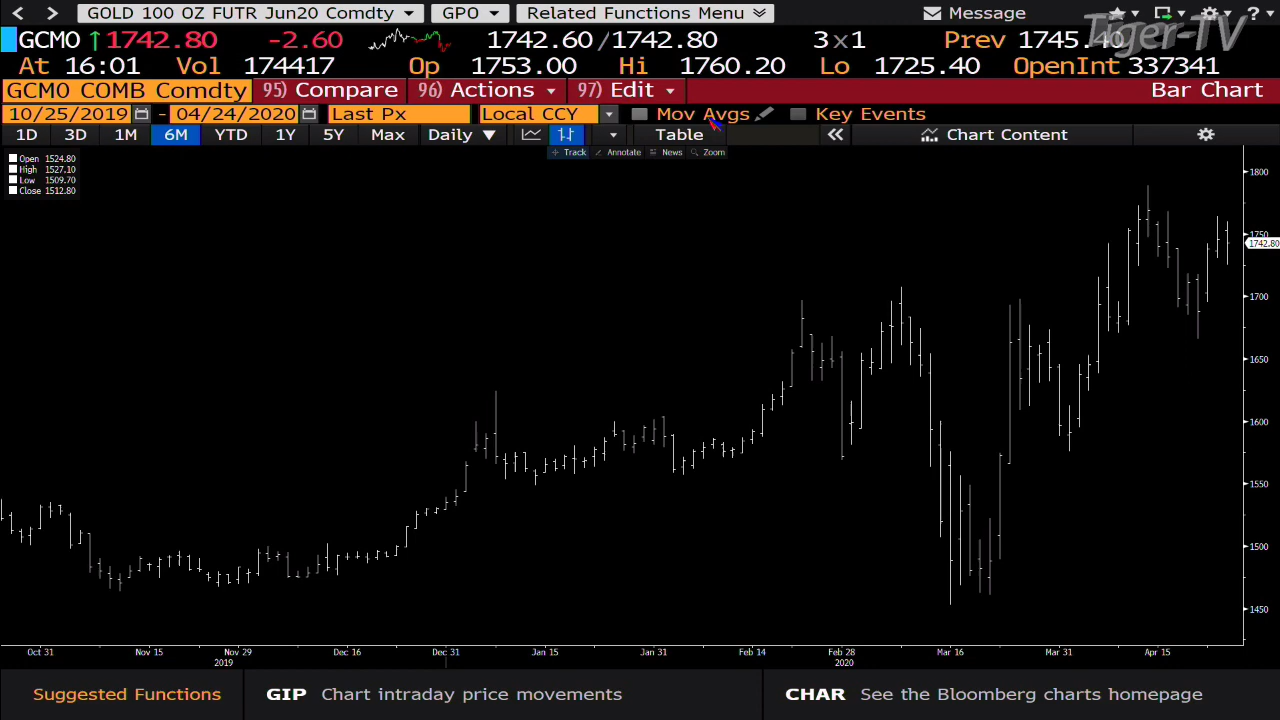 GOLD 100 OZ FUTR Jun20 Comdty GPO Related Functions Menu Message ?
Tiger-TV
GCM0 ↑1742.80 -2.60 1742.60/1742.80 3x1 Prev 1745.40
At 16:01 Vol 174417 Op 1753.00 Hi 1760.20 Lo 1725.40 OpenInt 337341
GCM0 COMB Comdty 95) Compare 96) Actions 97) Edit Bar Chart
10/25/2019 - 04/24/2020 Last Px Local CCY Mov Avgs Key Events
1D 3D 1M 6M YTD 1Y 5Y Max Daily ▼ Table « Chart Content
Track Annotate News Zoom
Open 1524.80
High 1527.10
Low 1509.70
Close 1512.80
1800
1750
1742.80
1700
1650
1600
1550
1500
1450
Oct 31 Nov 15 Nov 29 Dec 16 Dec 31 Jan 15 Jan 31 Feb 14 Feb 28 Mar 16 Mar 31 Apr 15
2019 2020
Suggested Functions GIP Chart intraday price movements CHAR See the Bloomberg charts homepage